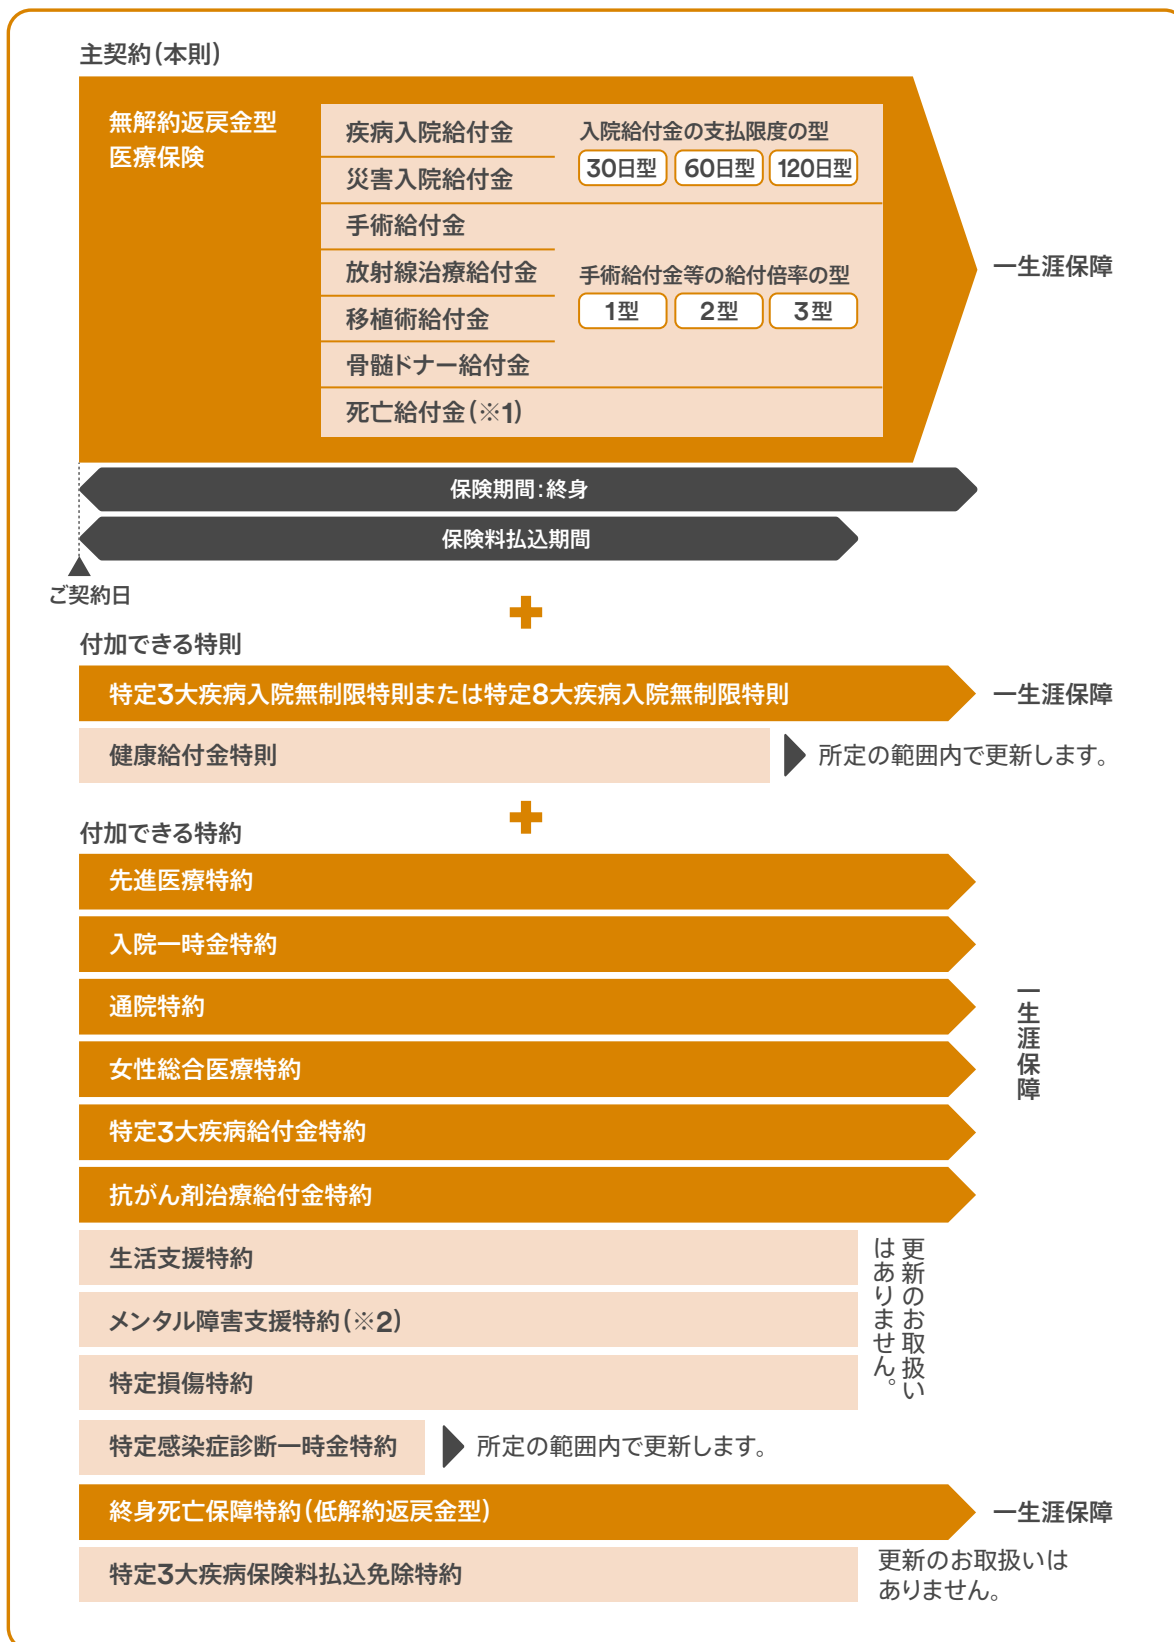 主契約(本則)
無解約返戻金型
医療保険
疾病入院給付金
災害入院給付金
入院給付金の支払限度の型
30日型 60日型 120日型
手術給付金
放射線治療給付金
移植術給付金
骨髄ドナー給付金
手術給付金等の給付倍率の型
1型 2型 3型
死亡給付金(※1)
一生涯保障
保険期間:終身
保険料払込期間
ご契約日
付加できる特則
特定3大疾病入院無制限特則または特定8大疾病入院無制限特則
一生涯保障
健康給付金特則
所定の範囲内で更新します。
付加できる特約
先進医療特約
入院一時金特約
通院特約
女性総合医療特約
特定3大疾病給付金特約
抗がん剤治療給付金特約
一生涯保障
生活支援特約
メンタル障害支援特約(※2)
特定損傷特約
更新のお取扱い
はありません。
特定感染症診断一時金特約
所定の範囲内で更新します。
終身死亡保障特約(低解約返戻金型)
一生涯保障
特定3大疾病保険料払込免除特約
更新のお取扱いは
ありません。